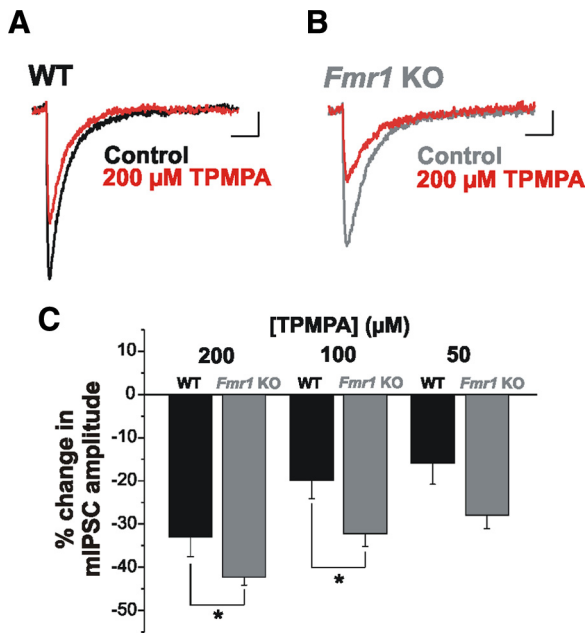 A
B
WT
Fmr1 KO
Control
200 µM TPMPA
Control
200 µM TPMPA
C
[TPMPA] (µM)
200 100 50
WT Fmr1 KO WT Fmr1 KO WT Fmr1 KO
% change in
mIPSC amplitude
10
0
-10
-20
-30
-40
-50
* *